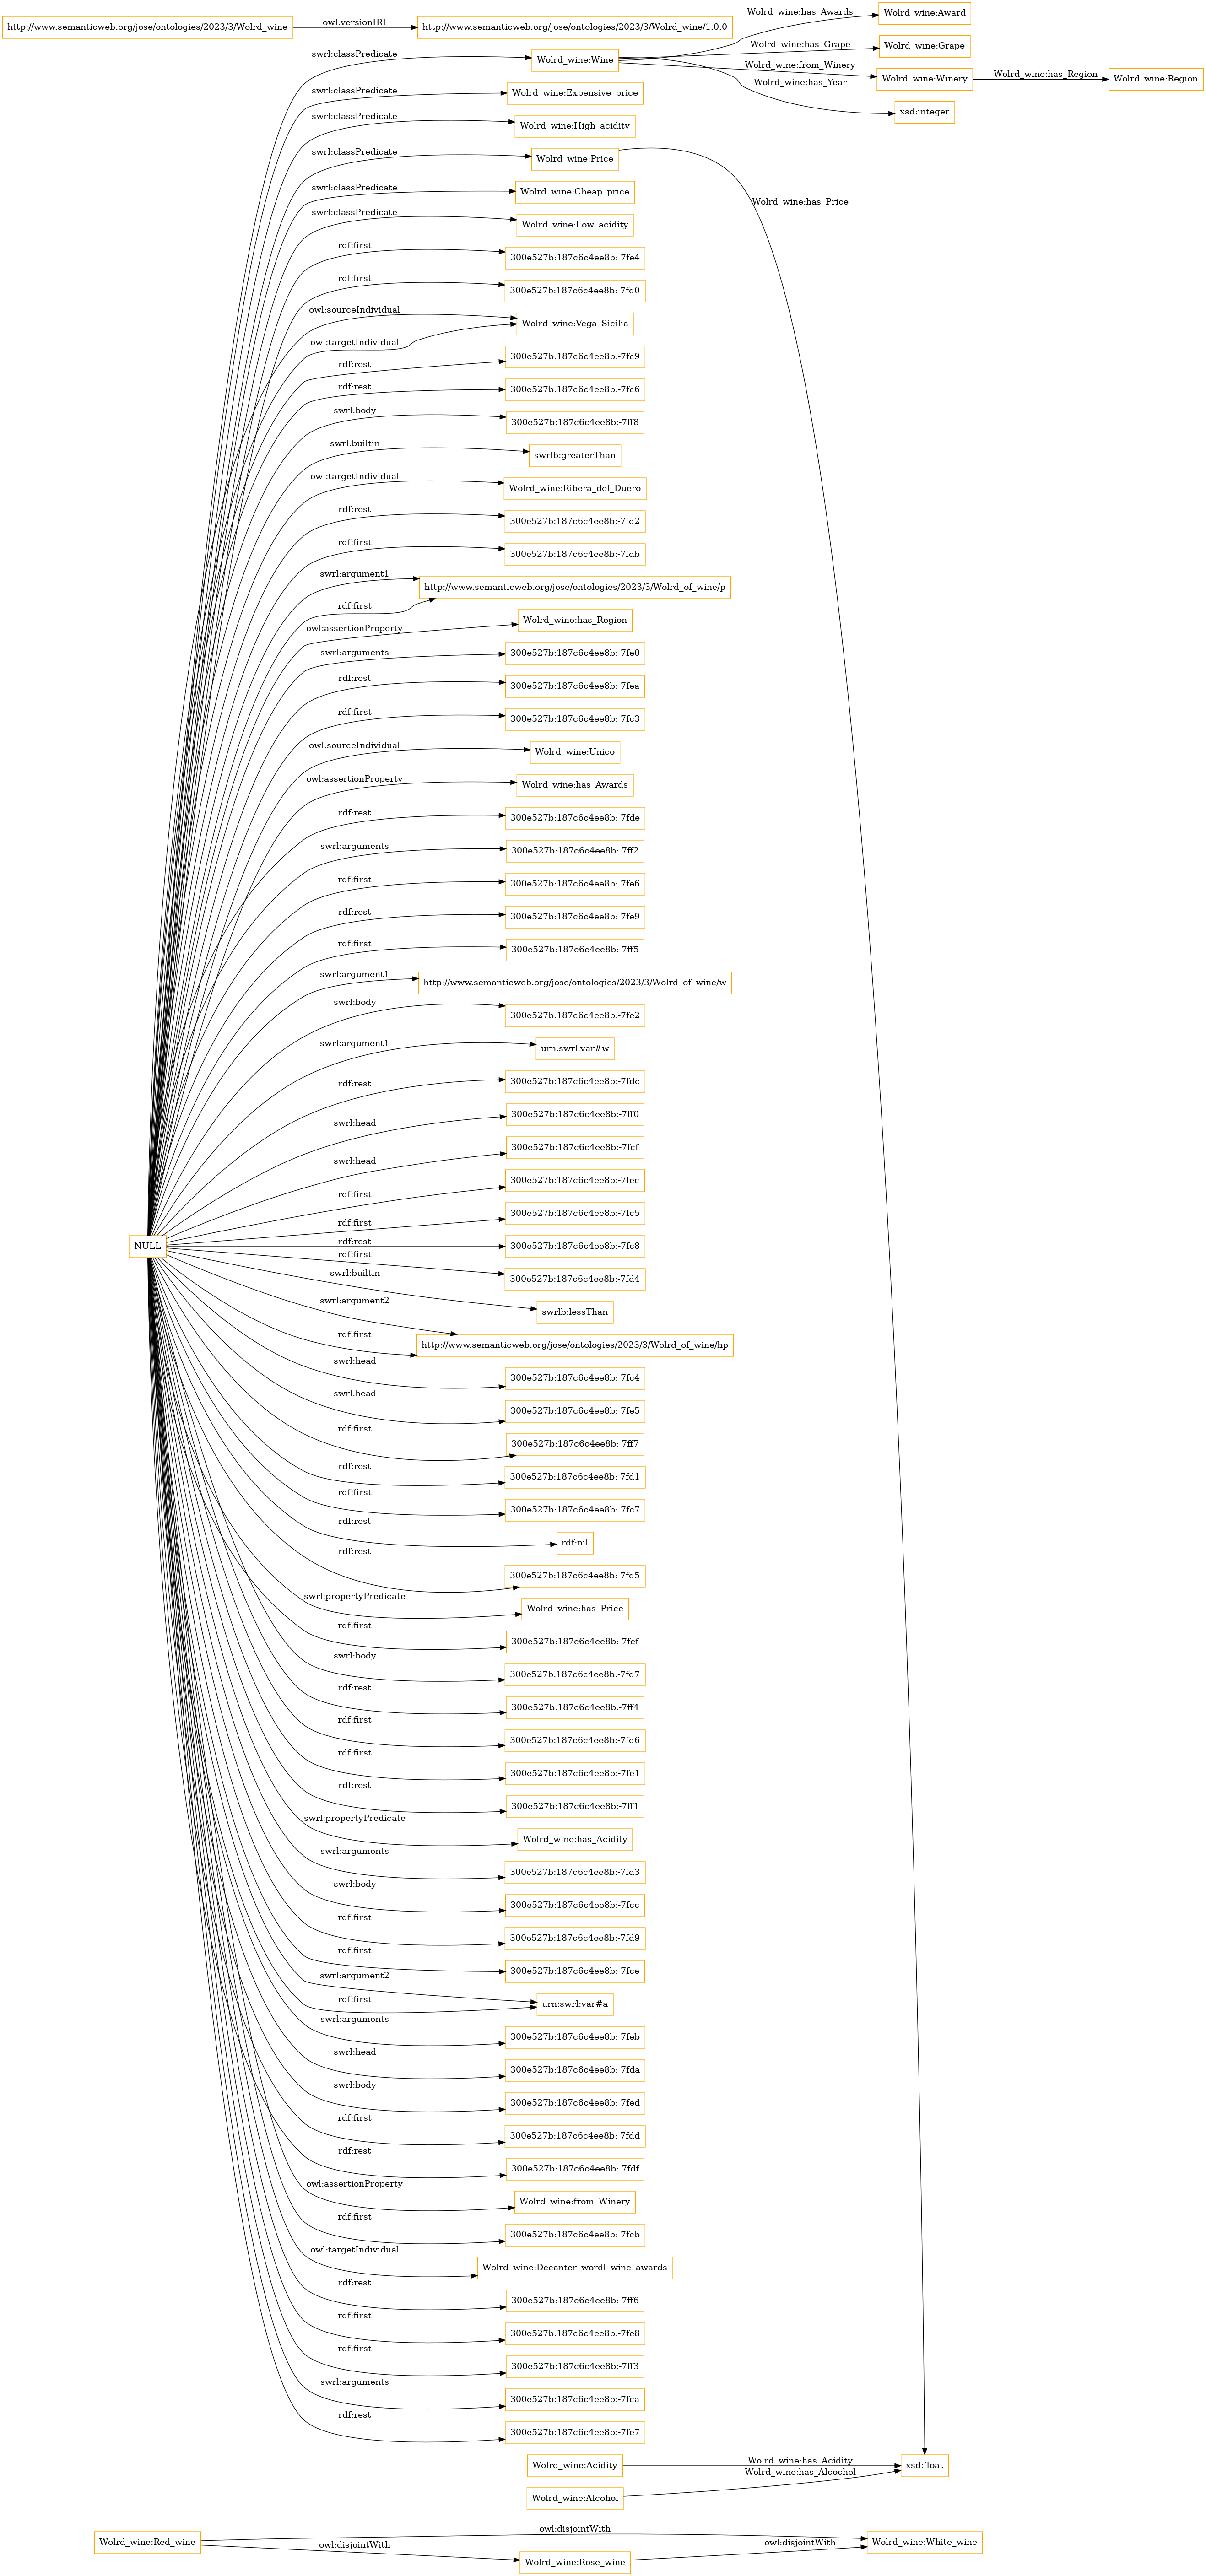 Wolrd_wine:has_Awards
Wolrd_wine:Award
http://www.semanticweb.org/jose/ontologies/2023/3/Wolrd_wine
owl:versionIRI
http://www.semanticweb.org/jose/ontologies/2023/3/Wolrd_wine/1.0.0
Wolrd_wine:has_Grape
Wolrd_wine:Grape
swrl:classPredicate
Wolrd_wine:Wine
Wolrd_wine:from_Winery
Wolrd_wine:Winery
Wolrd_wine:has_Region
Wolrd_wine:Region
Wolrd_wine:has_Year
xsd:integer
swrl:classPredicate
Wolrd_wine:Expensive_price
swrl:classPredicate
Wolrd_wine:High_acidity
swrl:classPredicate
Wolrd_wine:Price
Wolrd_wine:has_Price
swrl:classPredicate
Wolrd_wine:Cheap_price
swrl:classPredicate
Wolrd_wine:Low_acidity
rdf:first
300e527b:187c6c4ee8b:-7fe4
rdf:first
300e527b:187c6c4ee8b:-7fd0
owl:sourceIndividual
Wolrd_wine:Vega_Sicilia
owl:targetIndividual
rdf:rest
300e527b:187c6c4ee8b:-7fc9
rdf:rest
300e527b:187c6c4ee8b:-7fc6
swrl:body
300e527b:187c6c4ee8b:-7ff8
swrl:builtin
swrlb:greaterThan
owl:targetIndividual
Wolrd_wine:Ribera_del_Duero
rdf:rest
300e527b:187c6c4ee8b:-7fd2
rdf:first
300e527b:187c6c4ee8b:-7fdb
swrl:argument1
http://www.semanticweb.org/jose/ontologies/2023/3/Wolrd_of_wine/p
rdf:first
owl:assertionProperty
Wolrd_wine:has_Region
swrl:arguments
300e527b:187c6c4ee8b:-7fe0
rdf:rest
300e527b:187c6c4ee8b:-7fea
rdf:first
300e527b:187c6c4ee8b:-7fc3
owl:sourceIndividual
Wolrd_wine:Unico
owl:assertionProperty
Wolrd_wine:has_Awards
rdf:rest
300e527b:187c6c4ee8b:-7fde
swrl:arguments
300e527b:187c6c4ee8b:-7ff2
rdf:first
300e527b:187c6c4ee8b:-7fe6
rdf:rest
300e527b:187c6c4ee8b:-7fe9
rdf:first
300e527b:187c6c4ee8b:-7ff5
swrl:argument1
http://www.semanticweb.org/jose/ontologies/2023/3/Wolrd_of_wine/w
swrl:body
300e527b:187c6c4ee8b:-7fe2
swrl:argument1
urn:swrl:var#w
rdf:rest
300e527b:187c6c4ee8b:-7fdc
swrl:head
300e527b:187c6c4ee8b:-7ff0
swrl:head
300e527b:187c6c4ee8b:-7fcf
rdf:first
300e527b:187c6c4ee8b:-7fec
rdf:first
300e527b:187c6c4ee8b:-7fc5
NULL
rdf:rest
300e527b:187c6c4ee8b:-7fc8
rdf:first
300e527b:187c6c4ee8b:-7fd4
swrl:builtin
swrlb:lessThan
swrl:argument2
http://www.semanticweb.org/jose/ontologies/2023/3/Wolrd_of_wine/hp
rdf:first
swrl:head
300e527b:187c6c4ee8b:-7fc4
swrl:head
300e527b:187c6c4ee8b:-7fe5
rdf:first
300e527b:187c6c4ee8b:-7ff7
rdf:rest
300e527b:187c6c4ee8b:-7fd1
rdf:first
300e527b:187c6c4ee8b:-7fc7
rdf:rest
rdf:nil
rdf:rest
300e527b:187c6c4ee8b:-7fd5
swrl:propertyPredicate
Wolrd_wine:has_Price
rdf:first
300e527b:187c6c4ee8b:-7fef
swrl:body
300e527b:187c6c4ee8b:-7fd7
rdf:rest
300e527b:187c6c4ee8b:-7ff4
rdf:first
300e527b:187c6c4ee8b:-7fd6
rdf:first
300e527b:187c6c4ee8b:-7fe1
rdf:rest
300e527b:187c6c4ee8b:-7ff1
swrl:propertyPredicate
Wolrd_wine:has_Acidity
swrl:arguments
300e527b:187c6c4ee8b:-7fd3
swrl:body
300e527b:187c6c4ee8b:-7fcc
rdf:first
300e527b:187c6c4ee8b:-7fd9
rdf:first
300e527b:187c6c4ee8b:-7fce
swrl:argument2
urn:swrl:var#a
rdf:first
swrl:arguments
300e527b:187c6c4ee8b:-7feb
swrl:head
300e527b:187c6c4ee8b:-7fda
swrl:body
300e527b:187c6c4ee8b:-7fed
rdf:first
300e527b:187c6c4ee8b:-7fdd
rdf:rest
300e527b:187c6c4ee8b:-7fdf
owl:assertionProperty
Wolrd_wine:from_Winery
rdf:first
300e527b:187c6c4ee8b:-7fcb
owl:targetIndividual
Wolrd_wine:Decanter_wordl_wine_awards
rdf:rest
300e527b:187c6c4ee8b:-7ff6
rdf:first
300e527b:187c6c4ee8b:-7fe8
rdf:first
300e527b:187c6c4ee8b:-7ff3
swrl:arguments
300e527b:187c6c4ee8b:-7fca
rdf:rest
300e527b:187c6c4ee8b:-7fe7
Wolrd_wine:Acidity
Wolrd_wine:has_Acidity
xsd:float
Wolrd_wine:Alcohol
Wolrd_wine:has_Alcochol
Wolrd_wine:Red_wine
owl:disjointWith
Wolrd_wine:White_wine
owl:disjointWith
Wolrd_wine:Rose_wine
owl:disjointWith